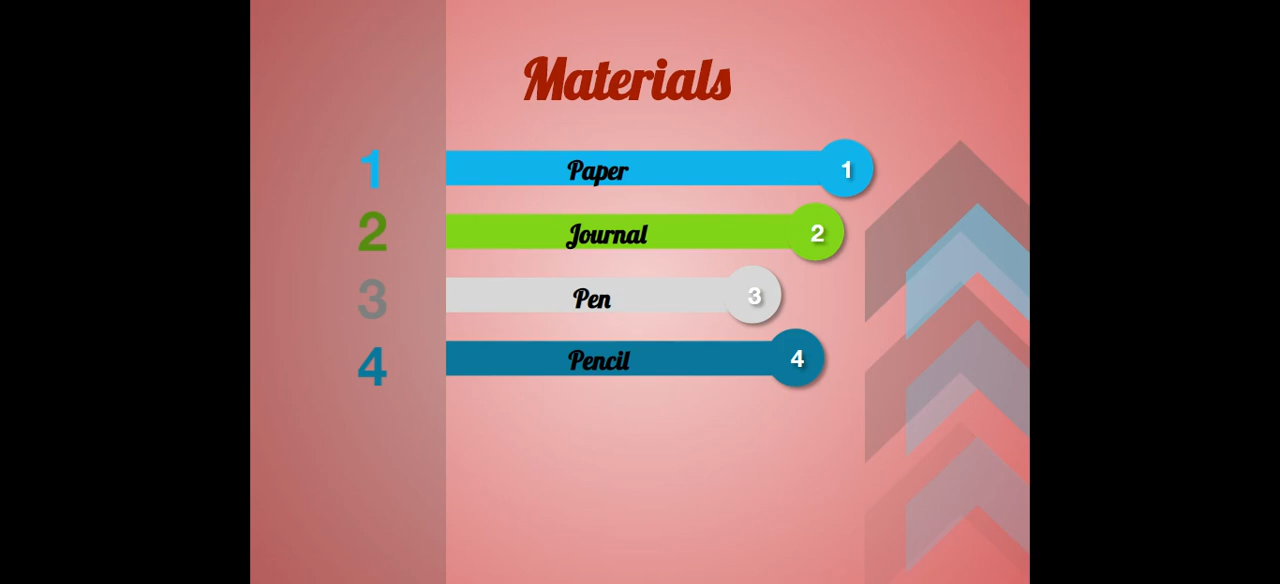 Materials
1 Paper 1
2 Journal 2
3 Pen 3
4 Pencil 4